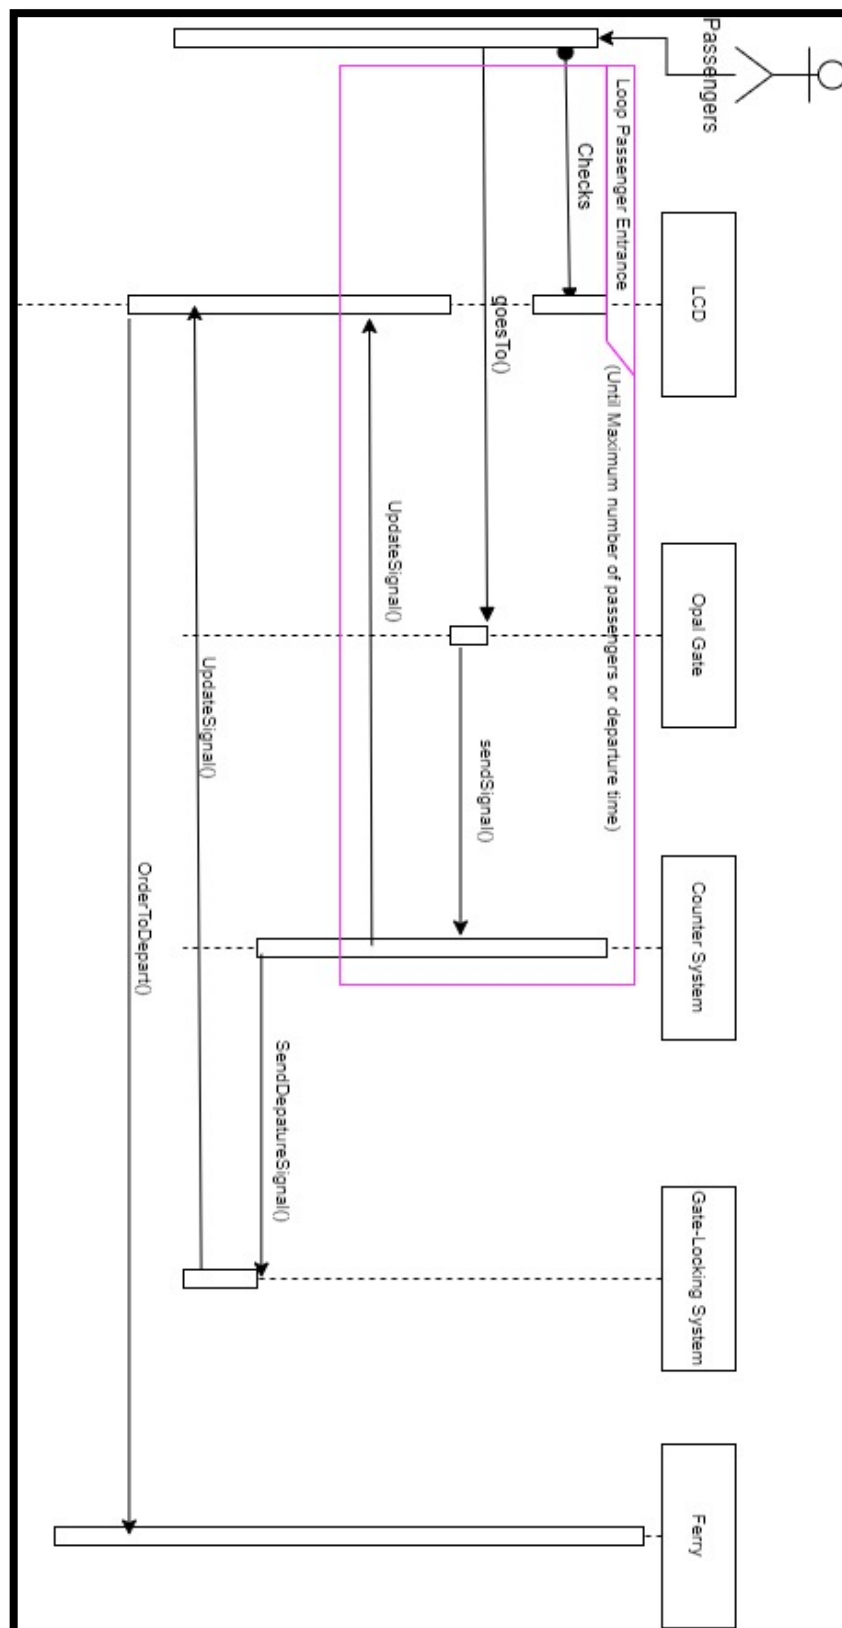 Passengers
LCD
Opal Gate
Counter System
Gate-Locking System
Ferry
Loop Passenger Entrance
(Until Maximum number of passengers or departure time)
Checks
goesTo()
sendSignal()
UpdateSignal()
SendDepatureSignal()
UpdateSignal()
OrderToDepart()